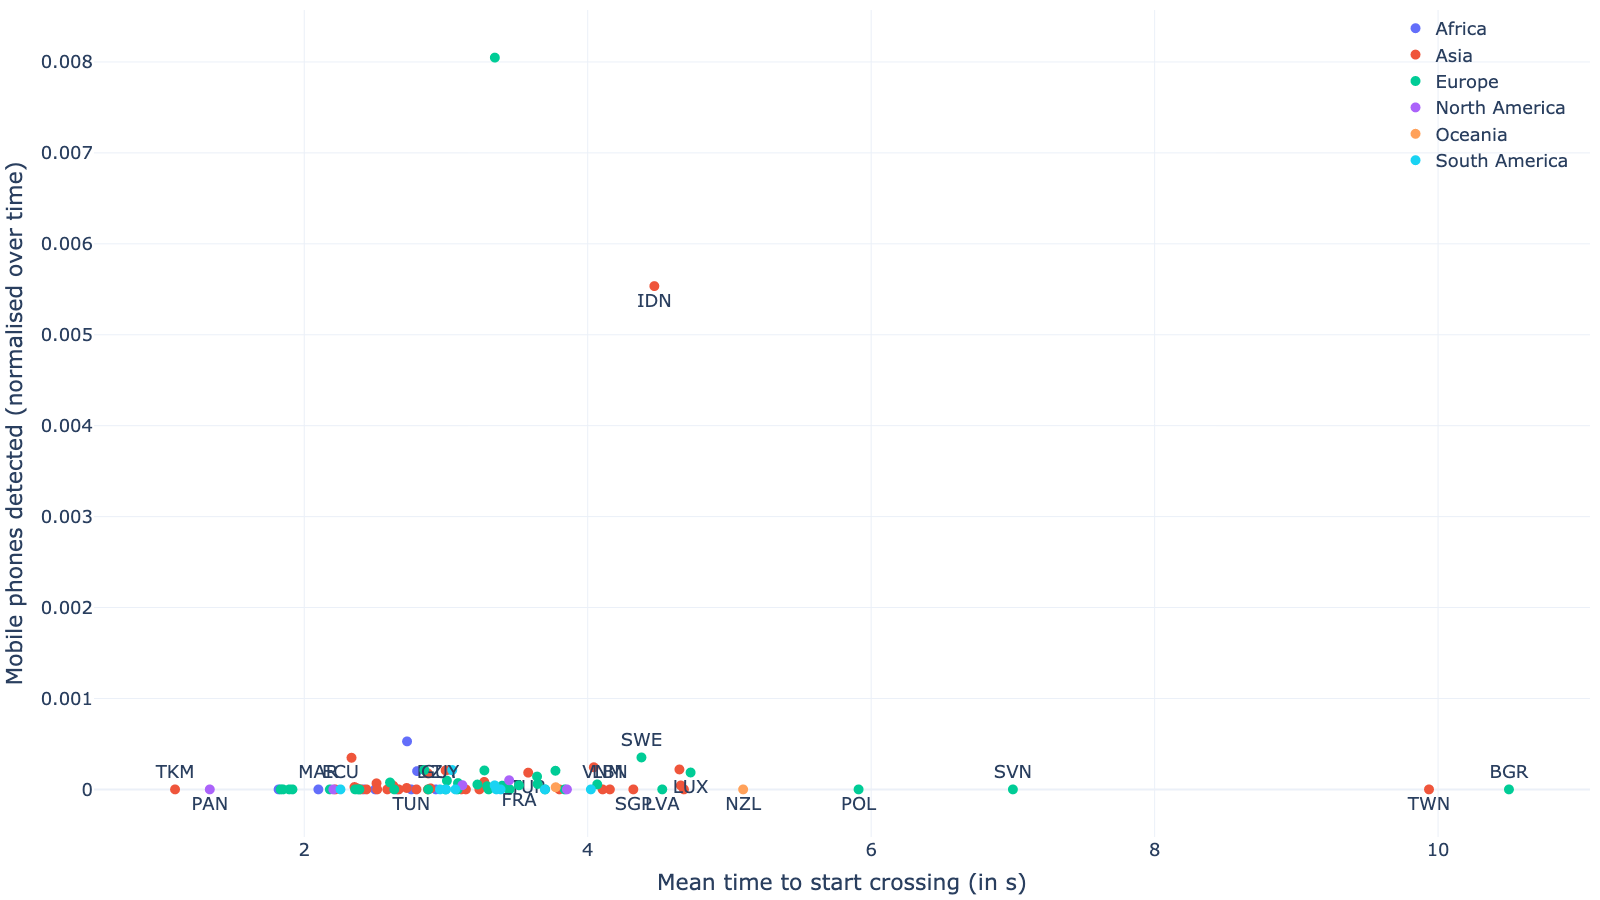 Africa
Asia
Europe
North America
Oceania
South America
Mobile phones detected (normalised over time)
0.008
0.007
0.006
0.005
0.004
0.003
0.002
0.001
0
IDN
SWE
TKM
MAR
ECU
SVN
BGR
LUX
FRA
PAN
TUN
SGP
LVA
NZL
POL
TWN
2
4
6
8
10
Mean time to start crossing (in s)